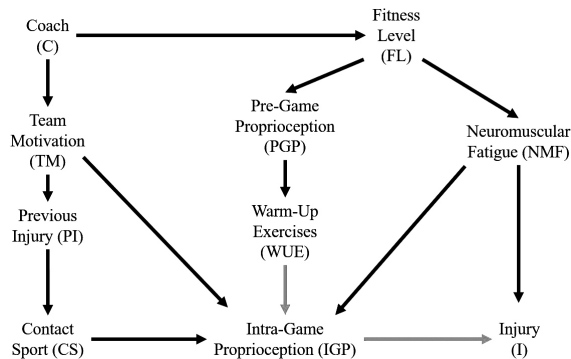 Coach
(C)
Fitness
Level
(FL)
Pre-Game
Proprioception
(PGP)
Team
Motivation
(TM)
Neuromuscular
Fatigue (NMF)
Previous
Injury (PI)
Warm-Up
Exercises
(WUE)
Contact
Sport (CS)
Intra-Game
Proprioception (IGP)
Injury
(I)